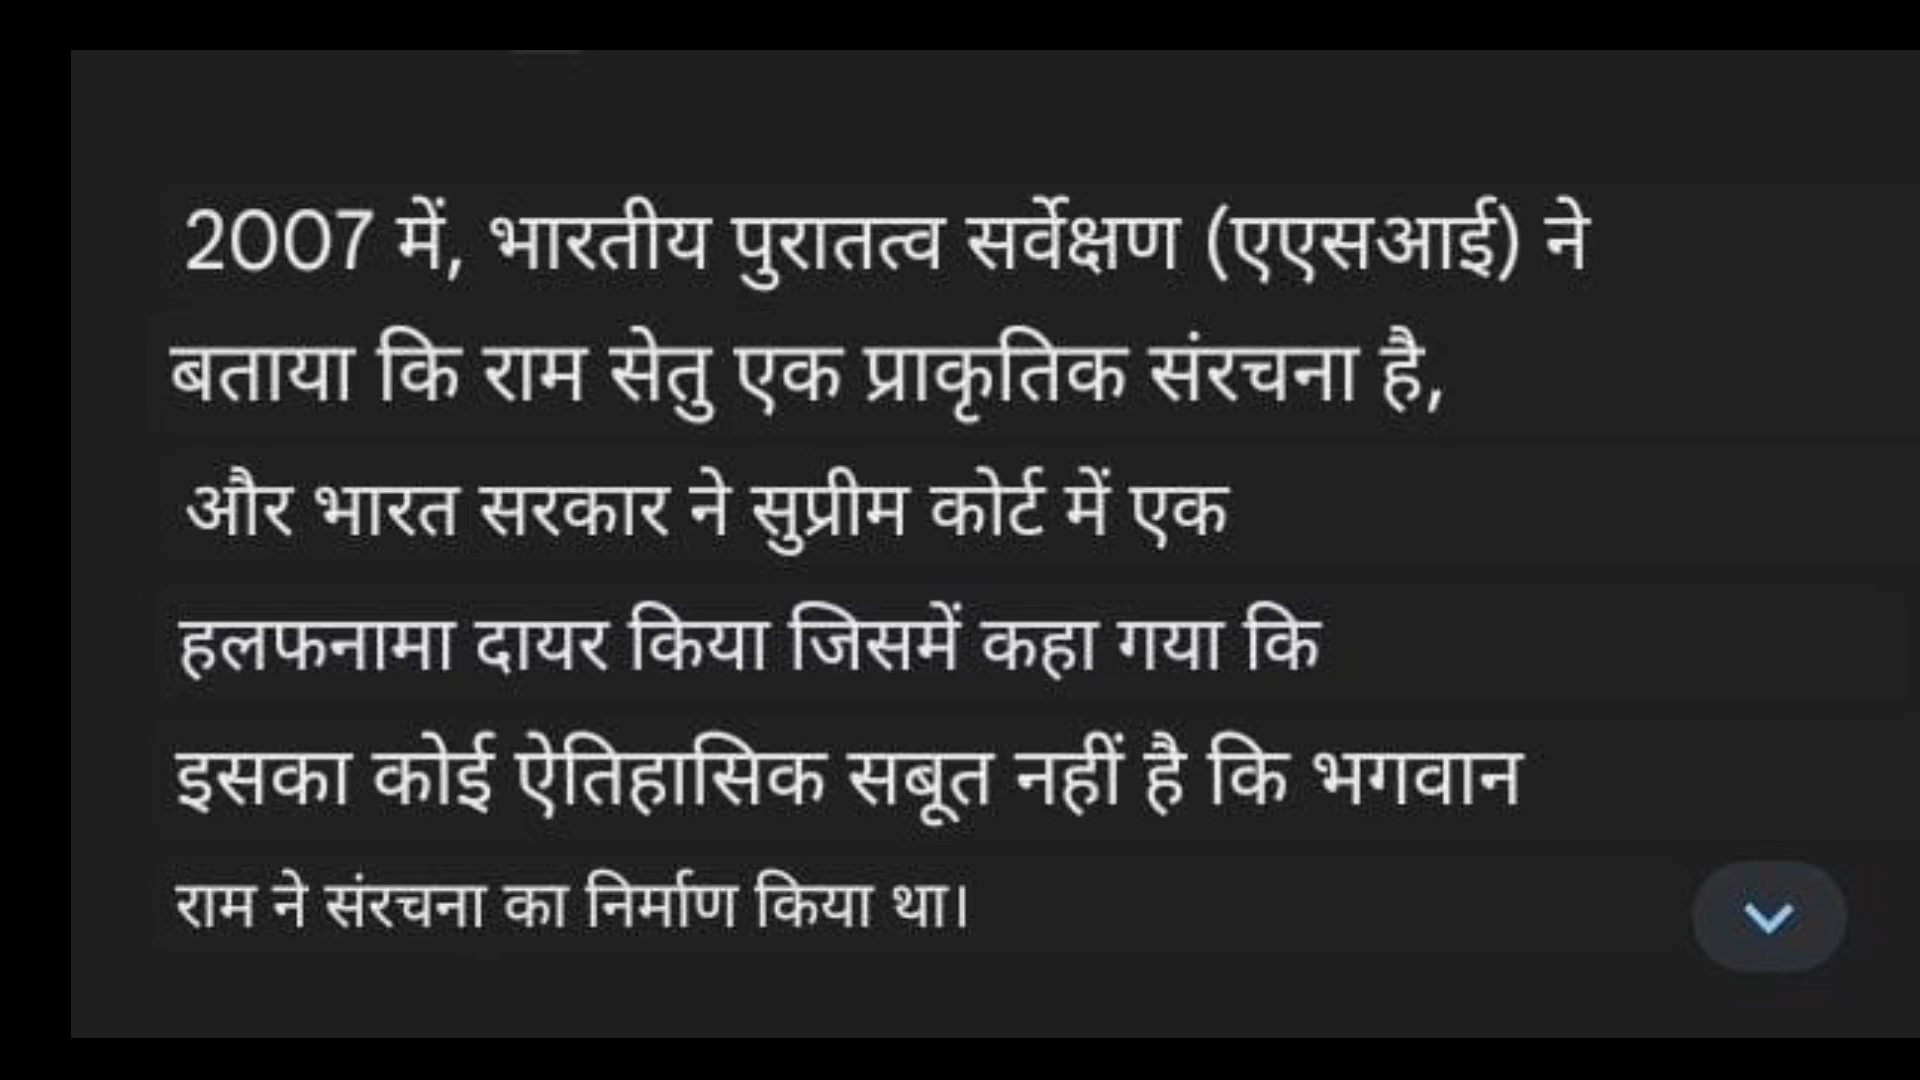 2007 में, भारतीय पुरातत्व सर्वेक्षण (एएसआई) ने
बताया कि राम सेतु एक प्राकृतिक संरचना है,
और भारत सरकार ने सुप्रीम कोर्ट में एक
हलफनामा दायर किया जिसमें कहा गया कि
इसका कोई ऐतिहासिक सबूत नहीं है कि भगवान
राम ने संरचना का निर्माण किया था।